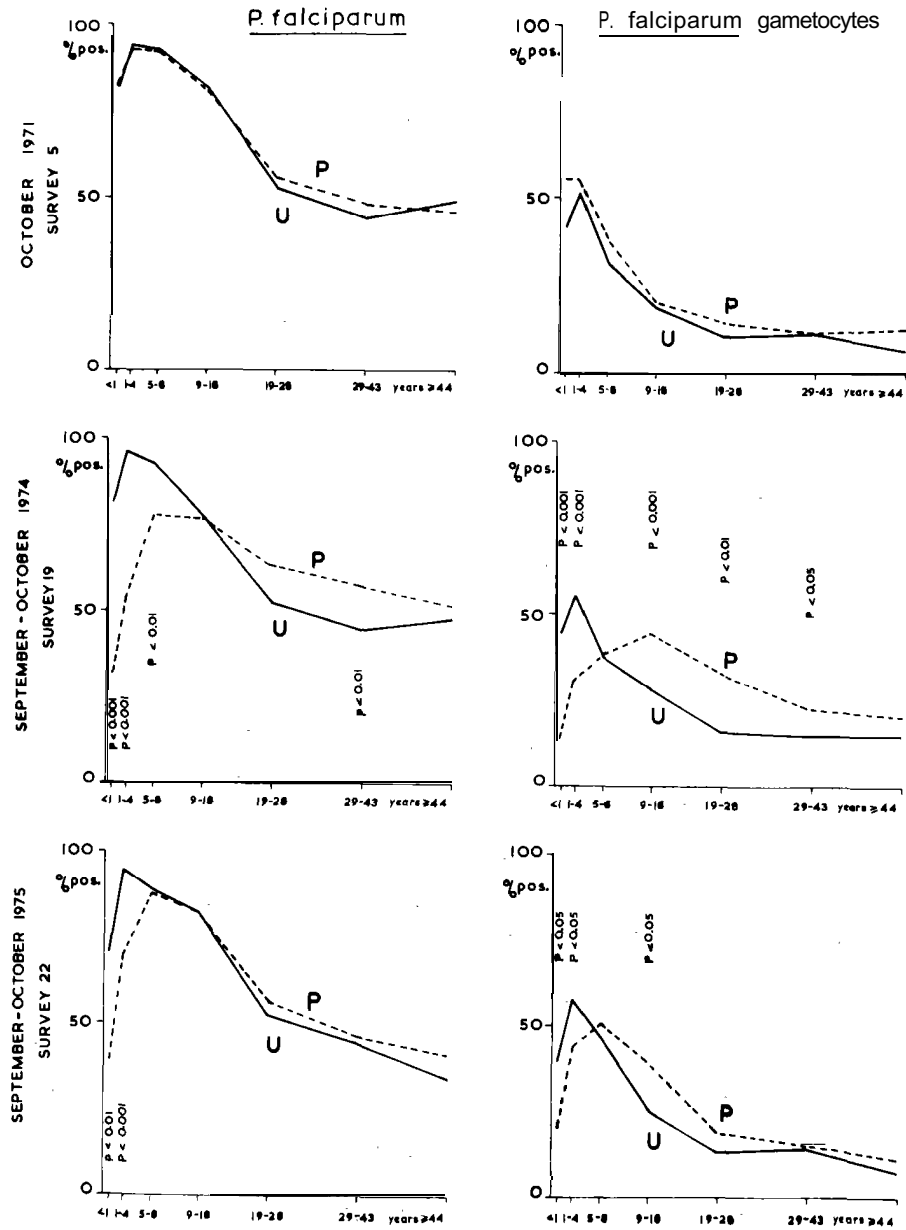 P. falciparum
P. falciparum gametocytes
OCTOBER 1971
SURVEY 5
100
% pos.
50
0
P
U
<1 1-4 5-8 9-18 19-28 29-43 years ≥44
100
% pos.
50
0
P
U
<1 1-4 5-8 9-18 19-28 29-43 years ≥44
SEPTEMBER-OCTOBER 1974
SURVEY 19
100
% pos.
50
0
P
U
P<0.001
P<0.001
P<0.01
P<0.01
<1 1-4 5-8 9-18 19-28 29-43 years ≥44
100
% pos.
50
0
P<0.001
P<0.001
P<0.001
P<0.01
P<0.05
P
U
<1 1-4 5-8 9-18 19-28 29-43 years ≥44
SEPTEMBER-OCTOBER 1975
SURVEY 22
100
% pos.
50
0
P
U
P<0.01
P<0.001
<1 1-4 5-8 9-18 19-28 29-43 years ≥44
100
% pos.
50
0
P<0.05
P<0.05
P<0.05
P
U
<1 1-4 5-8 9-18 19-28 29-43 years ≥44